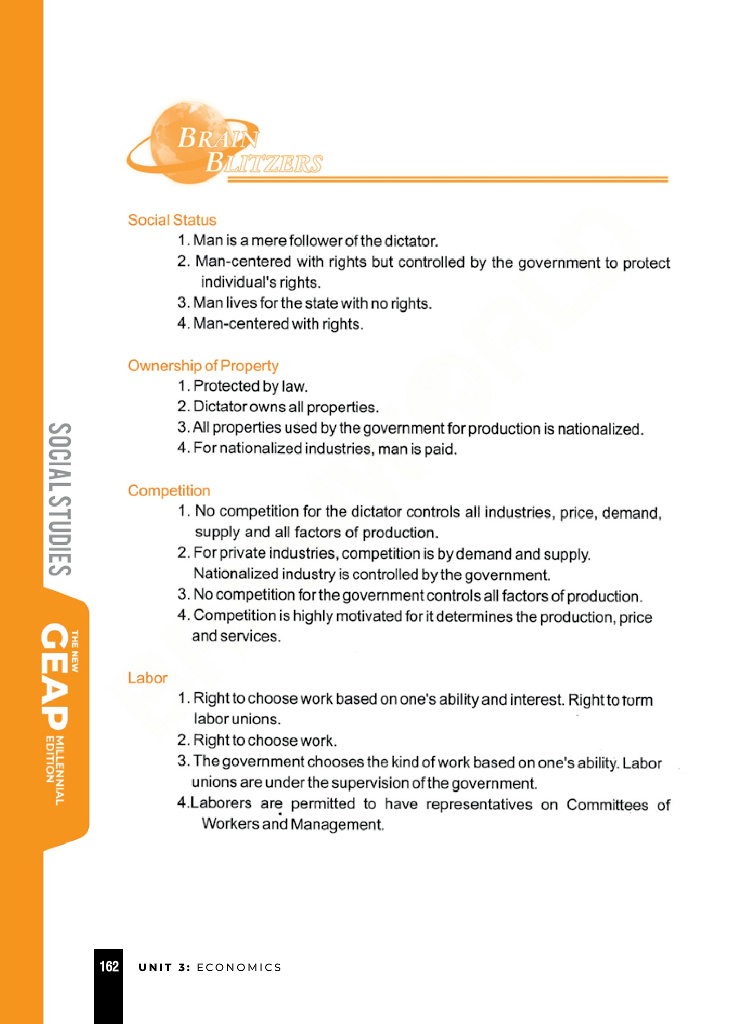 BRAIN
BLITZERS
Social Status
1. Man is a mere follower of the dictator.
2. Man-centered with rights but controlled by the government to protect
individual's rights.
3. Man lives for the state with no rights.
4. Man-centered with rights.
Ownership of Property
1. Protected by law.
2. Dictator owns all properties.
3. All properties used by the government for production is nationalized.
4. For nationalized industries, man is paid.
Competition
1. No competition for the dictator controls all industries, price, demand,
supply and all factors of production.
2. For private industries, competition is by demand and supply.
Nationalized industry is controlled by the government.
3. No competition for the government controls all factors of production.
4. Competition is highly motivated for it determines the production, price
and services.
Labor
1. Right to choose work based on one's ability and interest. Right to form
labor unions.
2. Right to choose work.
3. The government chooses the kind of work based on one's ability. Labor
unions are under the supervision of the government.
4.Laborers are permitted to have representatives on Committees of
Workers and Management.
SOCIAL STUDIES
THE NEW
GEAP
MILLENNIAL
EDITION
162 UNIT 3: ECONOMICS